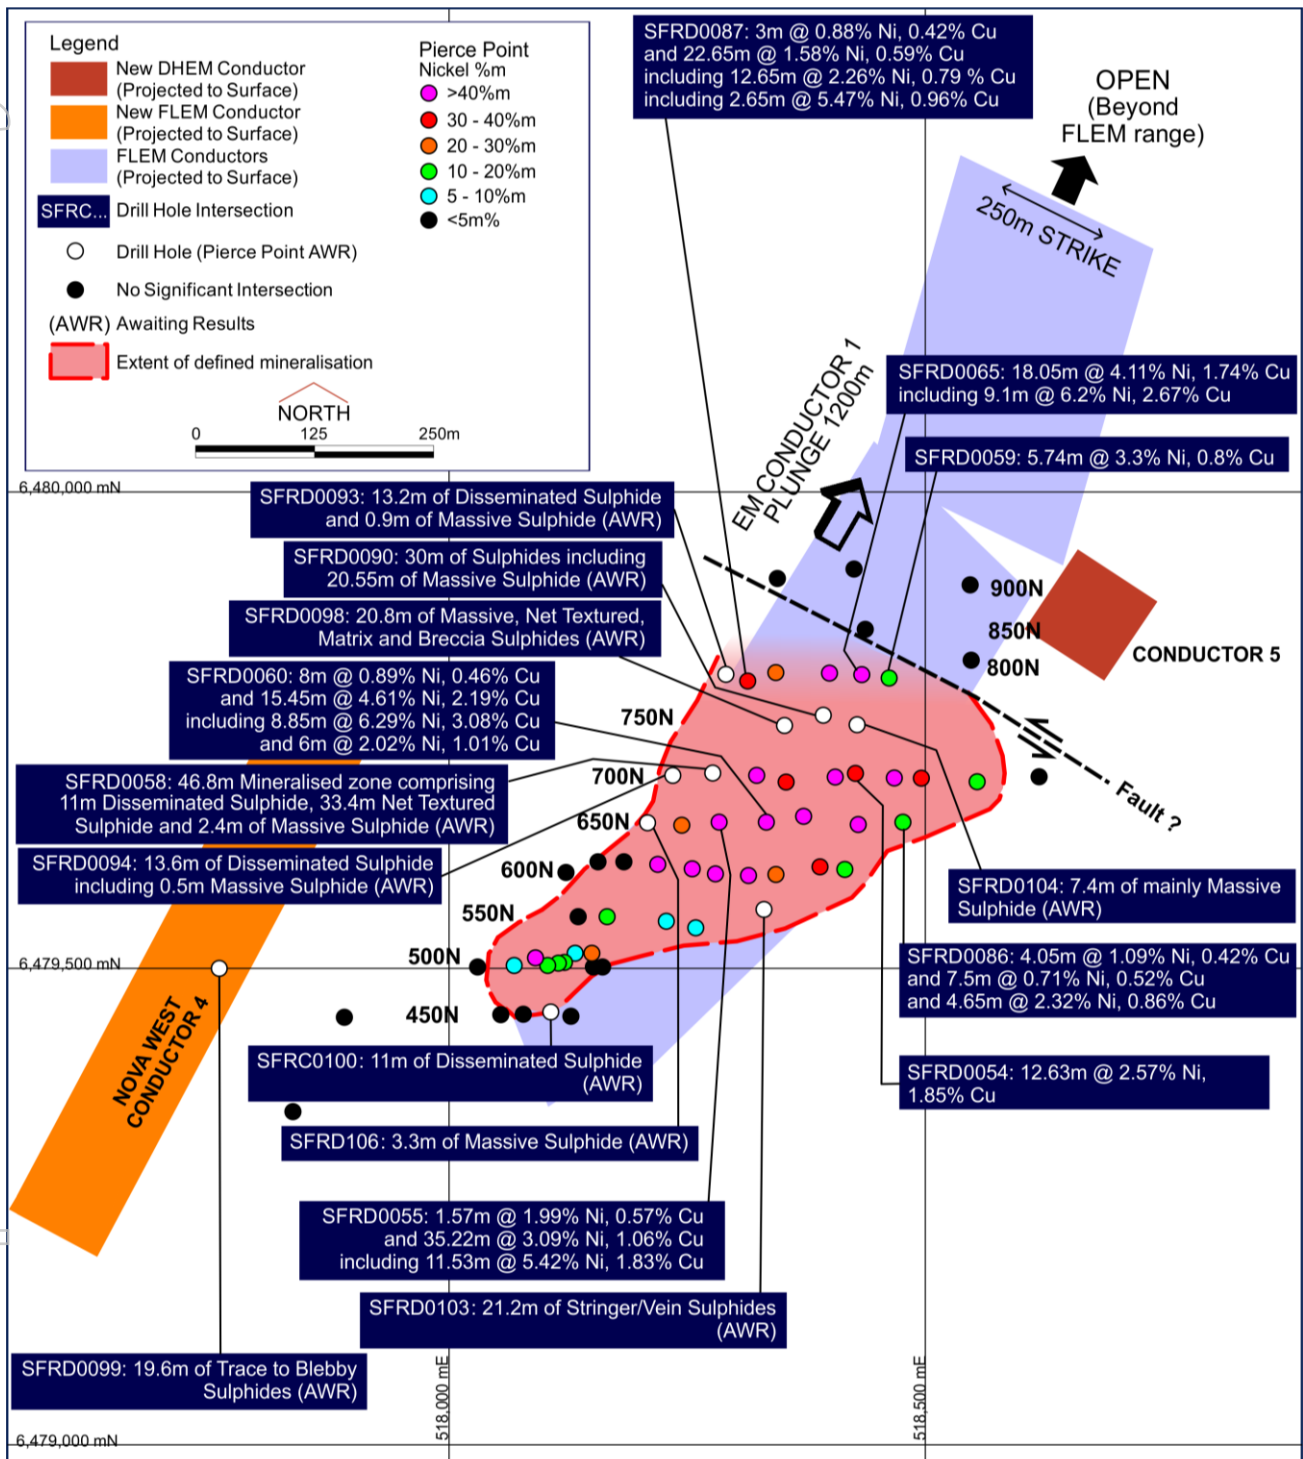 Legend
New DHEM Conductor
(Projected to Surface)
New FLEM Conductor
(Projected to Surface)
FLEM Conductors
(Projected to Surface)
SFRC...
Drill Hole Intersection
Drill Hole (Pierce Point AWR)
No Significant Intersection
(AWR) Awaiting Results
Extent of defined mineralisation
Pierce Point
Nickel %m
>40%m
30 - 40%m
20 - 30%m
10 - 20%m
5 - 10%m
<5m%
NORTH
0 125 250m
SFRD0087: 3m @ 0.88% Ni, 0.42% Cu
and 22.65m @ 1.58% Ni, 0.59% Cu
including 12.65m @ 2.26% Ni, 0.79 % Cu
including 2.65m @ 5.47% Ni, 0.96% Cu
OPEN
(Beyond
FLEM range)
250m STRIKE
EM CONDUCTOR 1
PLUNGE 1200m
SFRD0065: 18.05m @ 4.11% Ni, 1.74% Cu
including 9.1m @ 6.2% Ni, 2.67% Cu
SFRD0059: 5.74m @ 3.3% Ni, 0.8% Cu
6,480,000 mN
SFRD0093: 13.2m of Disseminated Sulphide
and 0.9m of Massive Sulphide (AWR)
SFRD0090: 30m of Sulphides including
20.55m of Massive Sulphide (AWR)
SFRD0098: 20.8m of Massive, Net Textured,
Matrix and Breccia Sulphides (AWR)
SFRD0060: 8m @ 0.89% Ni, 0.46% Cu
and 15.45m @ 4.61% Ni, 2.19% Cu
including 8.85m @ 6.29% Ni, 3.08% Cu
and 6m @ 2.02% Ni, 1.01% Cu
SFRD0058: 46.8m Mineralised zone comprising
11m Disseminated Sulphide, 33.4m Net Textured
Sulphide and 2.4m of Massive Sulphide (AWR)
SFRD0094: 13.6m of Disseminated Sulphide
including 0.5m Massive Sulphide (AWR)
900N
850N
800N
CONDUCTOR 5
750N
700N
650N
600N
550N
500N
450N
Fault ?
SFRD0104: 7.4m of mainly Massive
Sulphide (AWR)
6,479,500 mN
SFRD0086: 4.05m @ 1.09% Ni, 0.42% Cu
and 7.5m @ 0.71% Ni, 0.52% Cu
and 4.65m @ 2.32% Ni, 0.86% Cu
NOVA WEST
CONDUCTOR 4
SFRC0100: 11m of Disseminated Sulphide
(AWR)
SFRD0054: 12.63m @ 2.57% Ni,
1.85% Cu
SFRD106: 3.3m of Massive Sulphide (AWR)
SFRD0055: 1.57m @ 1.99% Ni, 0.57% Cu
and 35.22m @ 3.09% Ni, 1.06% Cu
including 11.53m @ 5.42% Ni, 1.83% Cu
SFRD0103: 21.2m of Stringer/Vein Sulphides
(AWR)
SFRD0099: 19.6m of Trace to Blebby
Sulphides (AWR)
518,000 mE
518,500 mE
6,479,000 mN